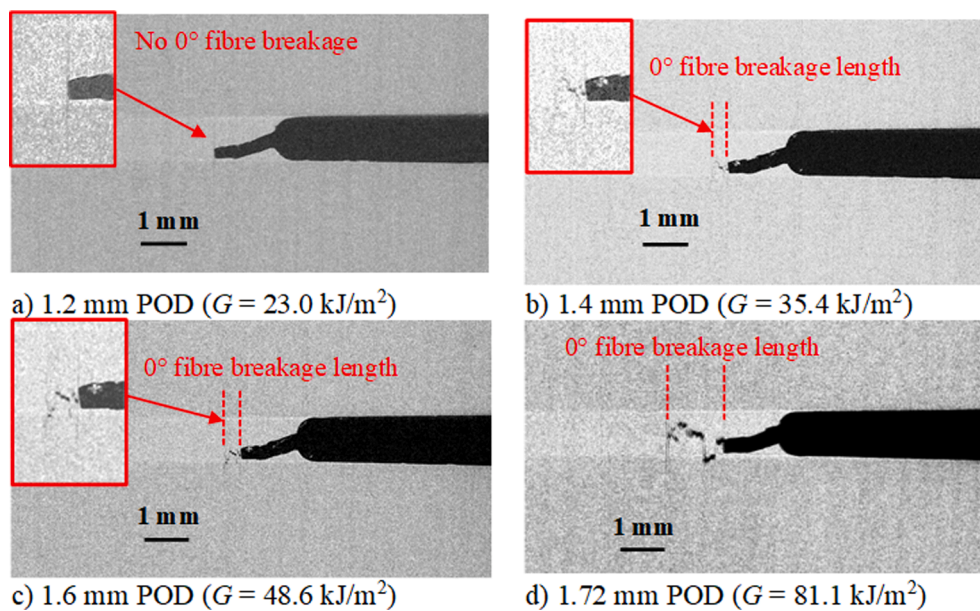 No 0° fibre breakage
1 mm
a) 1.2 mm POD (G = 23.0 kJ/m²)
0° fibre breakage length
1 mm
b) 1.4 mm POD (G = 35.4 kJ/m²)
0° fibre breakage length
1 mm
c) 1.6 mm POD (G = 48.6 kJ/m²)
0° fibre breakage length
1 mm
d) 1.72 mm POD (G = 81.1 kJ/m²)